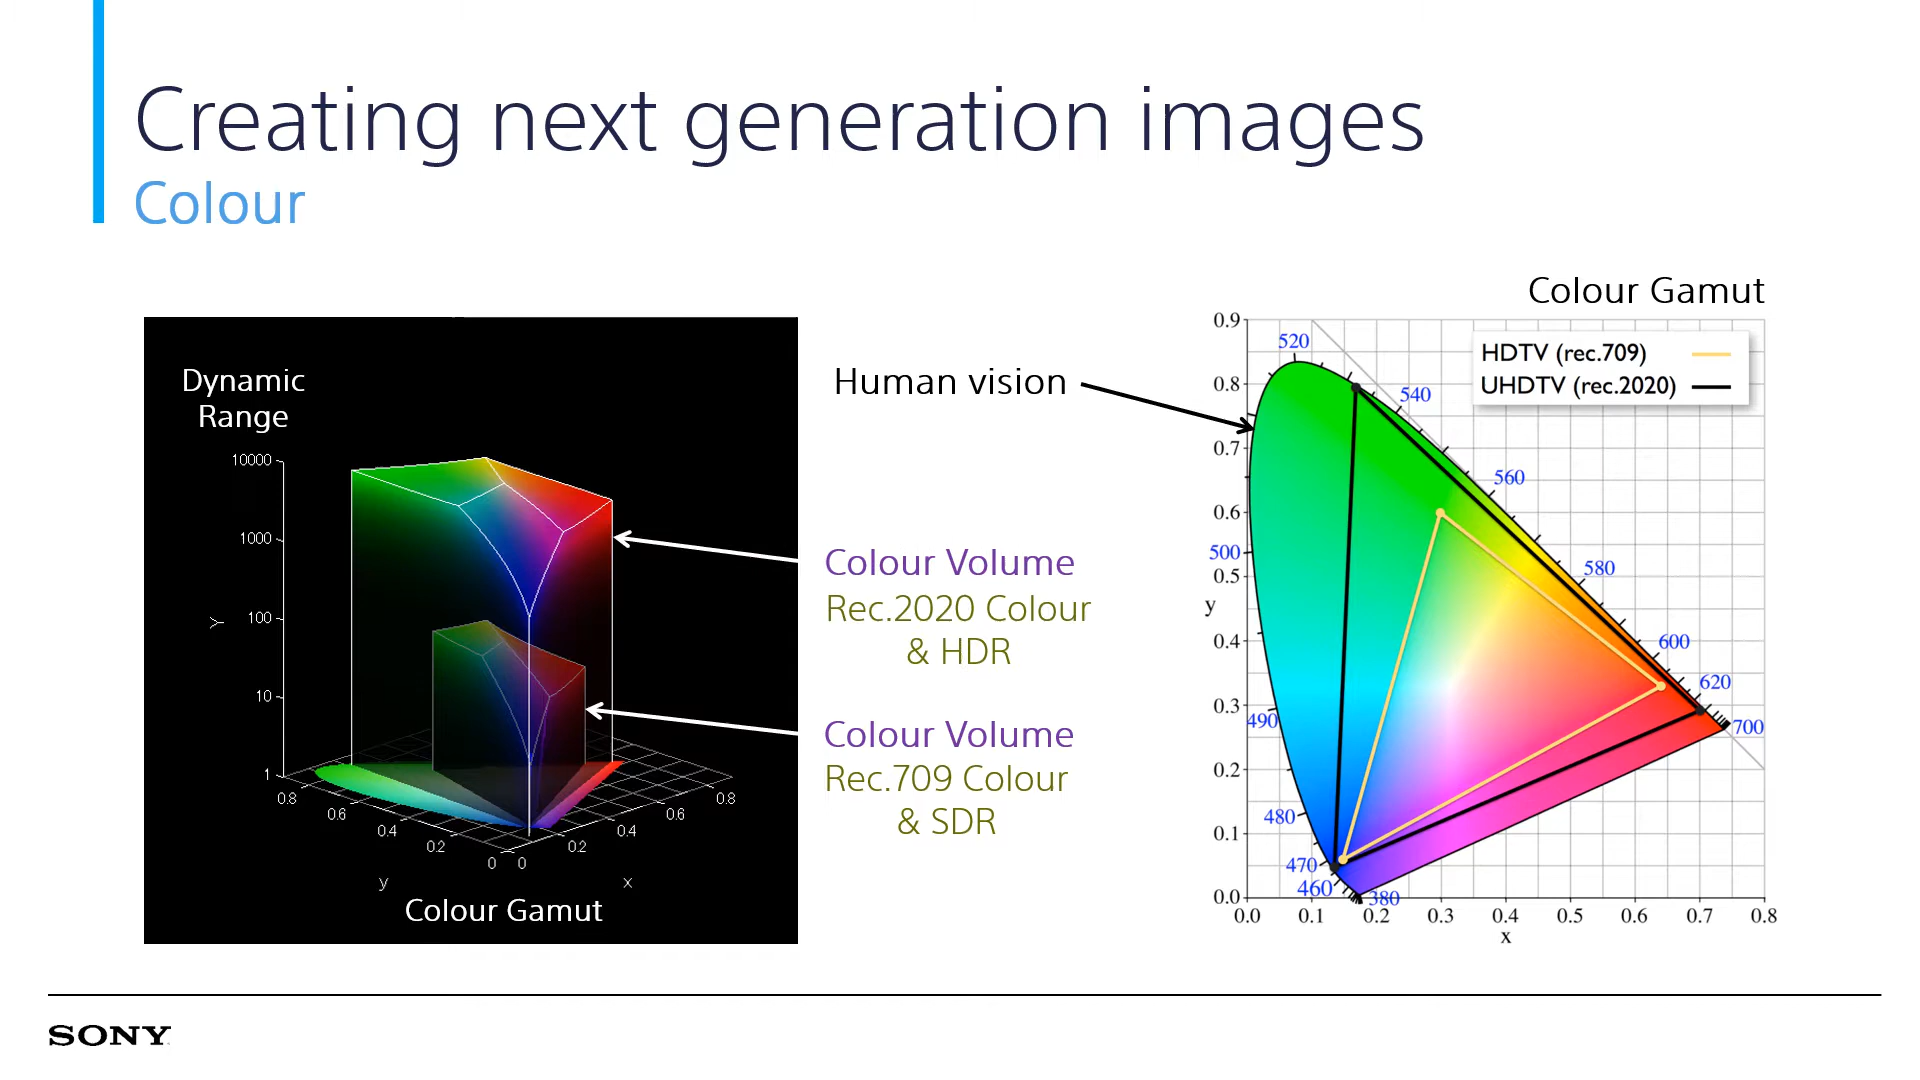 Creating next generation images
Colour
Dynamic
Range
10000
1000
100
10
1
Y
0.8
0.6
0.4
0.2
0
0
0.2
0.4
0.6
0.8
y
x
Colour Gamut
Human vision
Colour Volume
Rec.2020 Colour
& HDR
Colour Volume
Rec.709 Colour
& SDR
Colour Gamut
HDTV (rec.709)
UHDTV (rec.2020)
0.9
0.8
0.7
0.6
0.5
0.4
0.3
0.2
0.1
0.0
y
520
540
560
580
600
620
700
500
490
480
470
460
380
0.0
0.1
0.2
0.3
0.4
0.5
0.6
0.7
0.8
x
SONY